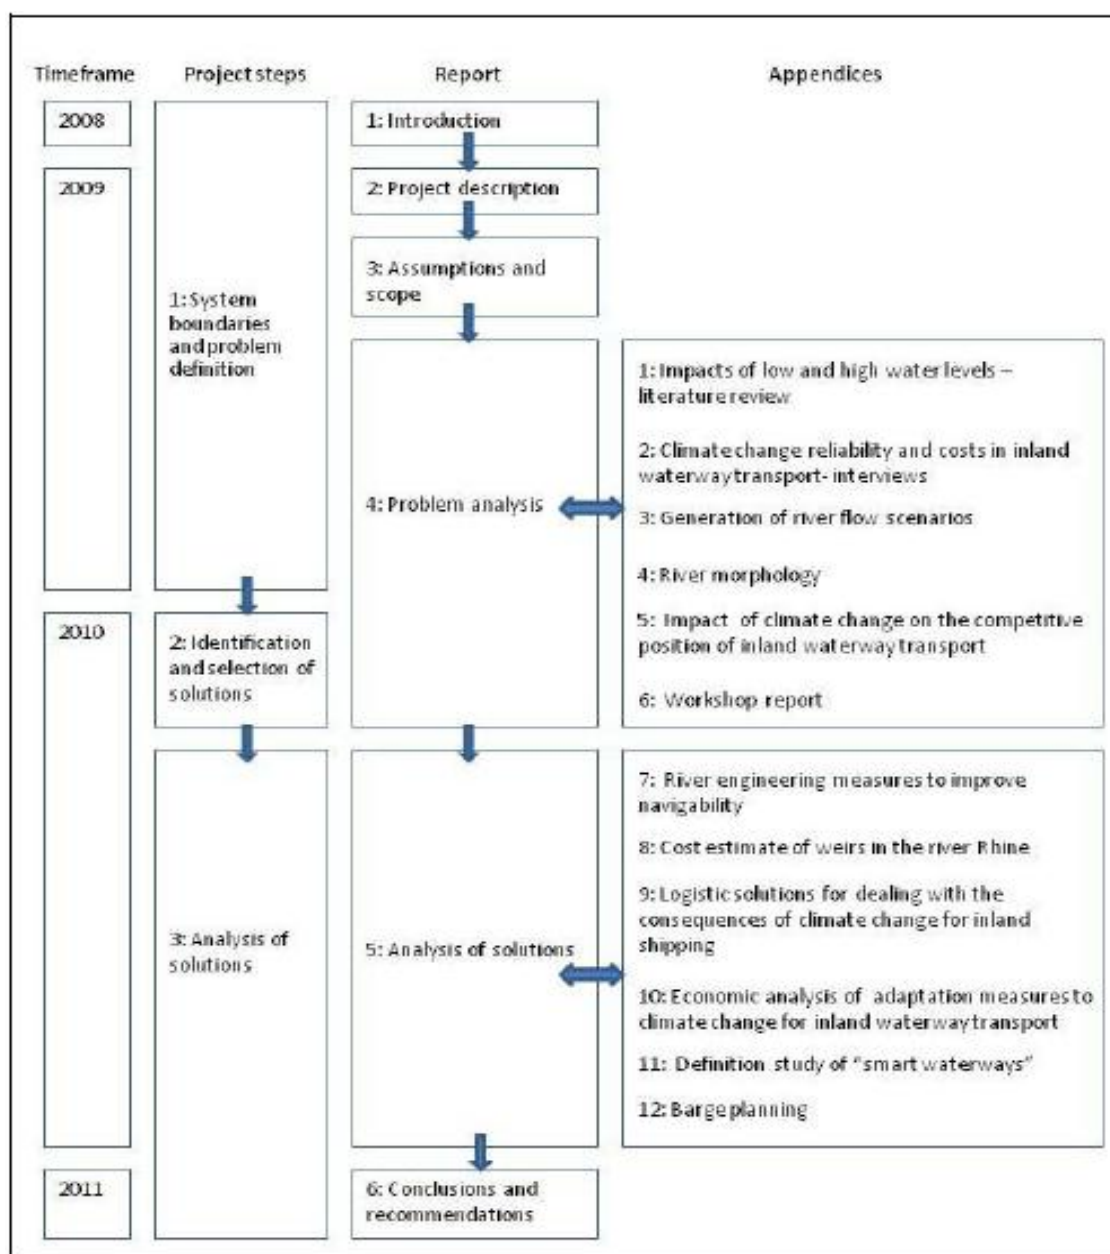 Timeframe Project steps Report Appendices
2008
2009
2010
2011
1: System
boundaries
and problem
definition
2: Identification
and selection of
solutions
3: Analysis of
solutions
1: Introduction
2: Project description
3: Assumptions and
scope
4: Problem analysis
5: Analysis of solutions
6: Conclusions and
recommendations
1: Impacts of low and high water levels –
literature review
2: Climate change reliability and costs in inland
waterway transport- interviews
3: Generation of river flow scenarios
4: River morphology
5: Impact of climate change on the competitive
position of inland waterway transport
6: Workshop report
7: River engineering measures to improve
navigability
8: Cost estimate of weirs in the river Rhine
9: Logistic solutions for dealing with the
consequences of climate change for inland
shipping
10: Economic analysis of adaptation measures to
climate change for inland waterway transport
11: Definition study of "smart waterways"
12: Barge planning